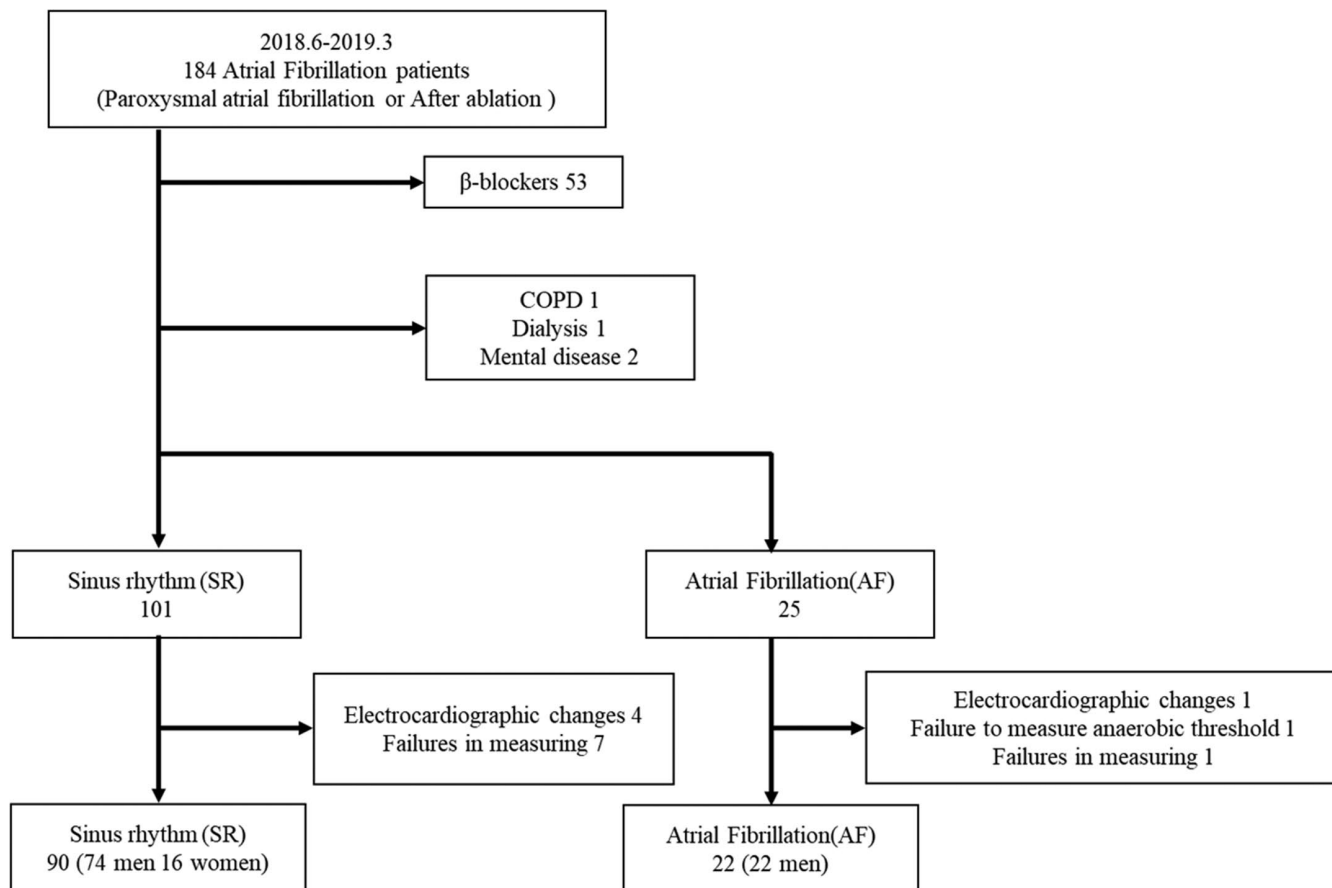 2018.6-2019.3
184 Atrial Fibrillation patients
(Paroxysmal atrial fibrillation or After ablation )
β-blockers 53
COPD 1
Dialysis 1
Mental disease 2
Sinus rhythm (SR)
101
Atrial Fibrillation(AF)
25
Electrocardiographic changes 4
Failures in measuring 7
Electrocardiographic changes 1
Failure to measure anaerobic threshold 1
Failures in measuring 1
Sinus rhythm (SR)
90 (74 men 16 women)
Atrial Fibrillation(AF)
22 (22 men)